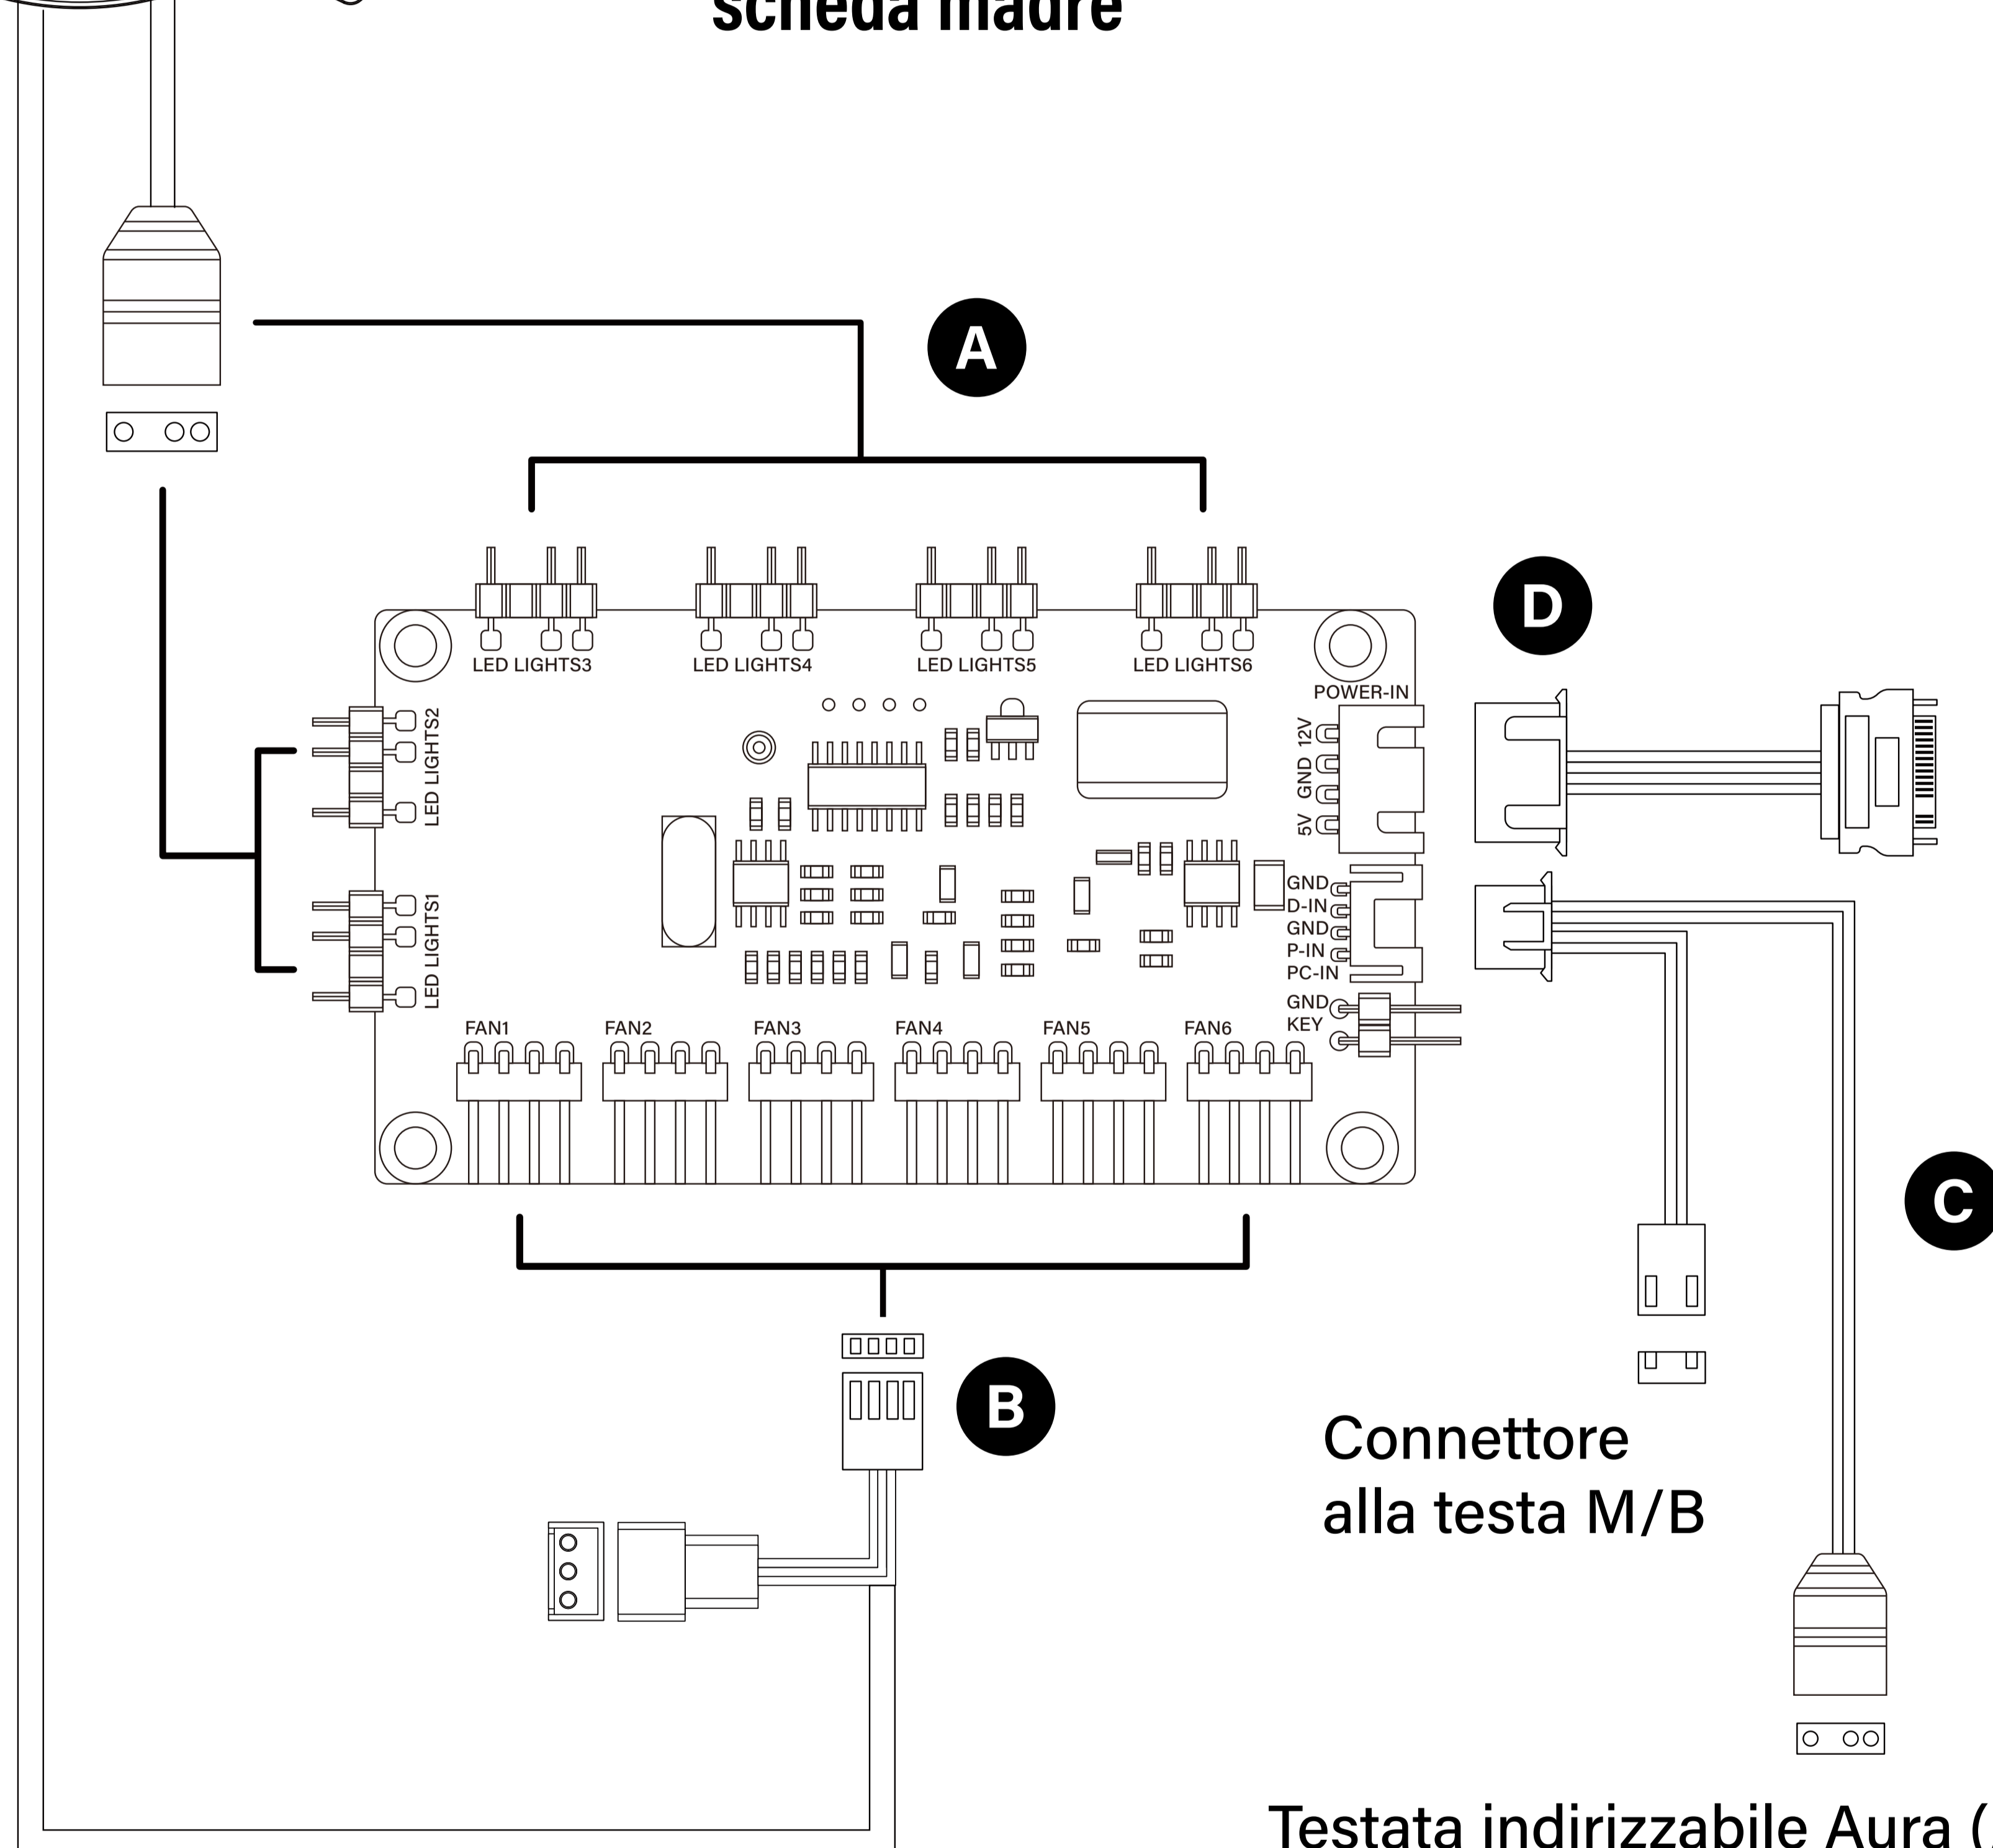 scheda madre
A
D
LED LIGHTS3
LED LIGHTS4
LED LIGHTS5
LED LIGHTS6
POWER-IN
LED LIGHTS2
12V
GND
5V
LED LIGHTS1
GND
D-IN
GND
P-IN
PC-IN
GND
KEY
FAN1
FAN2
FAN3
FAN4
FAN5
FAN6
C
B
Connettore
alla testa M/B
Testata indirizzabile Aura (